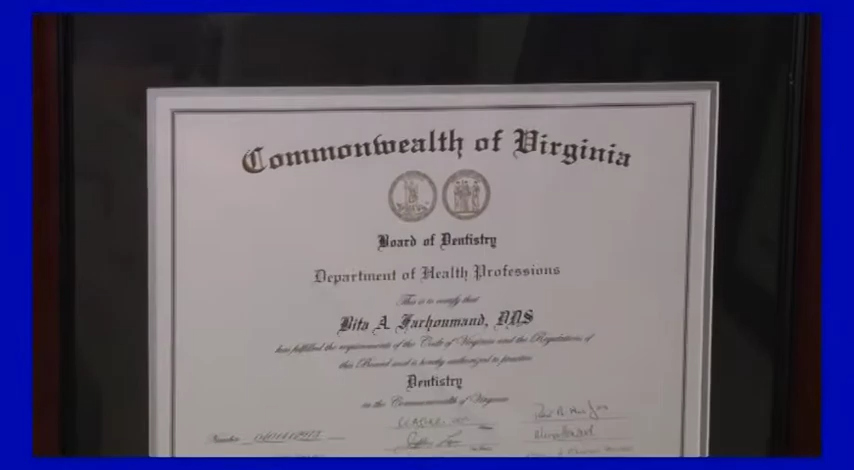 Commonwealth of Virginia
Board of Dentistry
Department of Health Professions
This is to certify that
Bita A. Farhoumand, DDS
has fulfilled the requirements of the Code of Virginia and the Regulations of
this Board and is hereby authorized to practice
Dentistry
in the Commonwealth of Virginia
Number